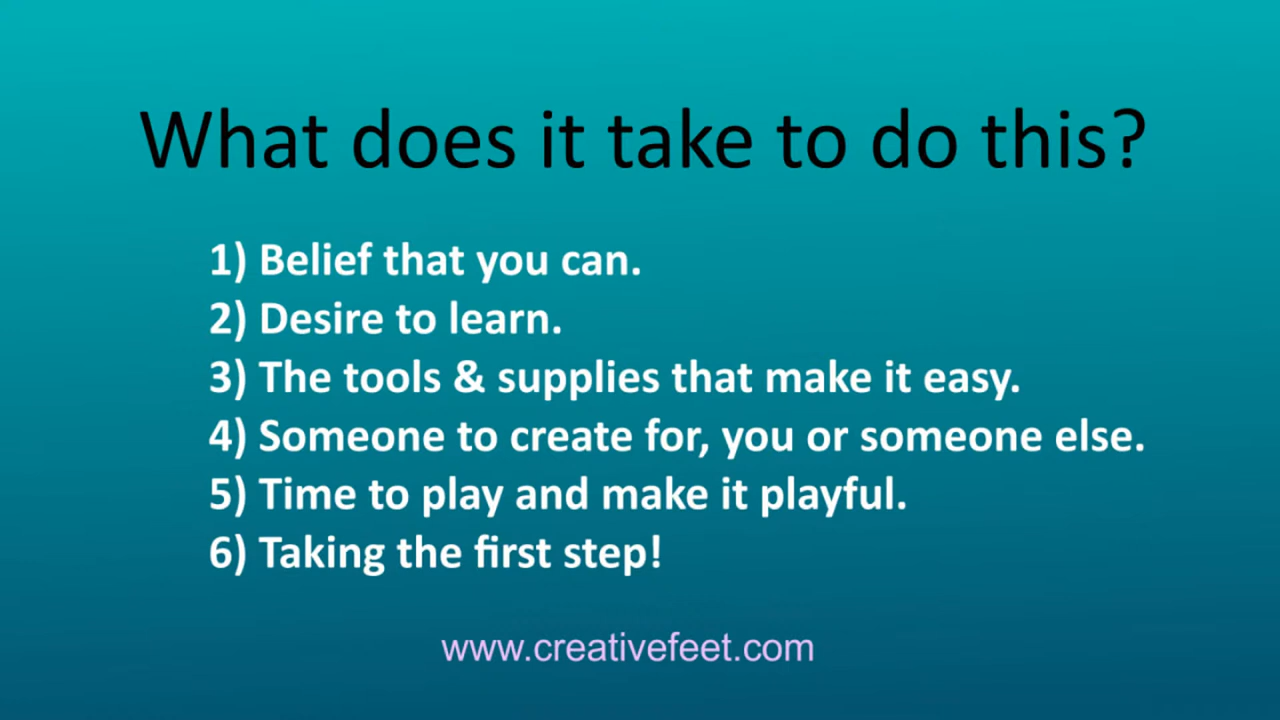 What does it take to do this?
1) Belief that you can.
2) Desire to learn.
3) The tools & supplies that make it easy.
4) Someone to create for, you or someone else.
5) Time to play and make it playful.
6) Taking the first step!
www.creativefeet.com